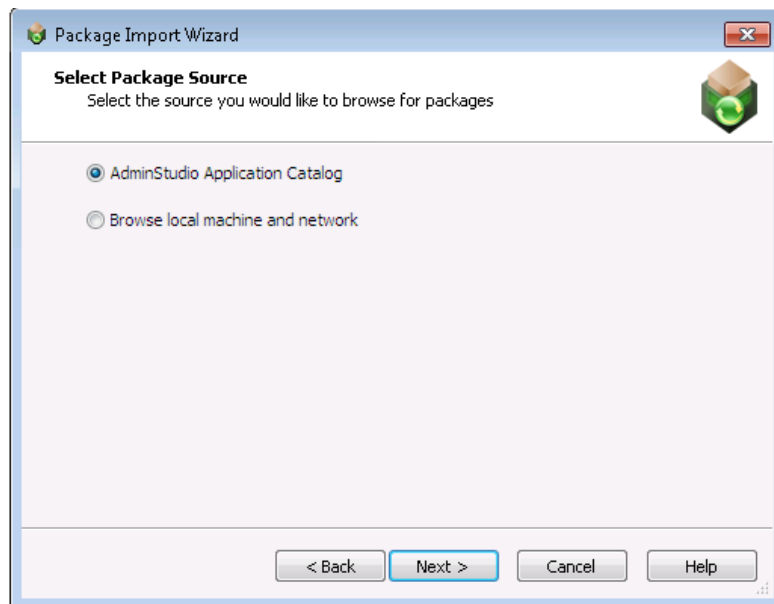 Package Import Wizard
Select Package Source
Select the source you would like to browse for packages
AdminStudio Application Catalog
Browse local machine and network
< Back
Next >
Cancel
Help